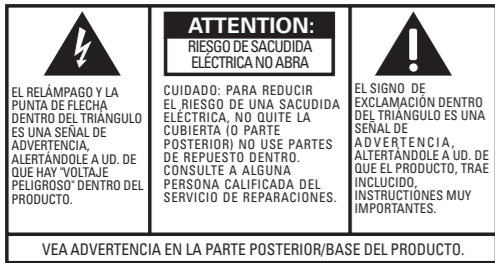 EL RELÁMPAGO Y LA
PUNTA DE FLECHA
DENTRO DEL TRIÁNGULO
ES UNA SEÑAL DE
ADVERTENCIA,
ALERTÁNDOLE A UD. DE
QUE HAY "VOLTAJE
PELIGROSO" DENTRO DEL
PRODUCTO.
ATTENTION:
RIESGO DE SACUDIDA
ELÉCTRICA NO ABRA
CUIDADO: PARA REDUCIR
EL RIESGO DE UNA SACUDIDA
ELÉCTRICA, NO QUITE LA
CUBIERTA (O PARTE
POSTERIOR) NO USE PARTES
DE REPUESTO DENTRO.
CONSULTE A ALGUNA
PERSONA CALIFICADA DEL
SERVICIO DE REPARACIONES.
EL SIGNO DE
EXCLAMACIÓN DENTRO
DEL TRIÁNGULO ES UNA
SEÑAL DE
ADVERTENCIA,
ALTERTÁNDOLE A UD. DE
QUE EL PRODUCTO, TRAE
INCLUCIDO,
INSTRUCTIONES MUY
IMPORTANTES.
VEA ADVERTENCIA EN LA PARTE POSTERIOR/BASE DEL PRODUCTO.